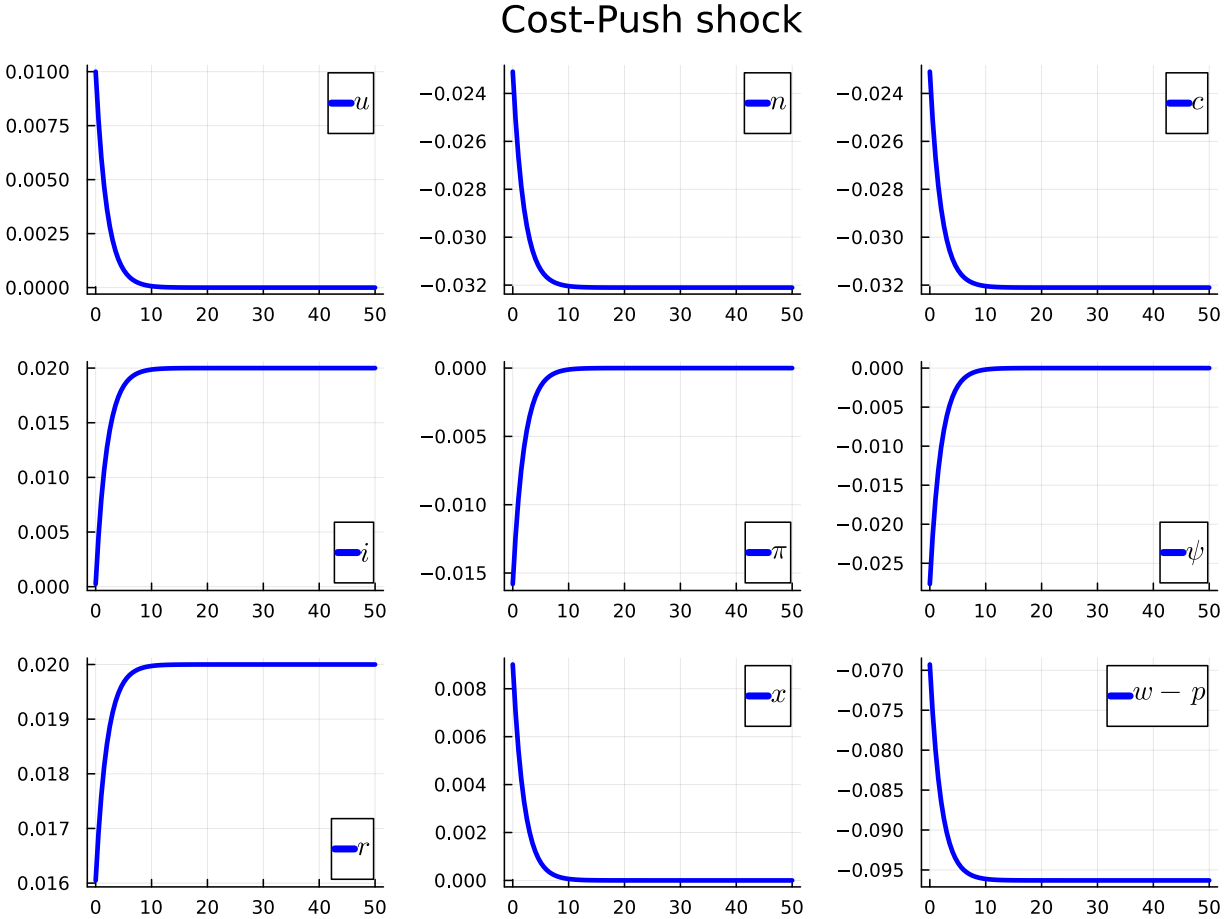 Cost-Push shock
0.0100
0.0075
0.0050
0.0025
0.0000
u
0 10 20 30 40 50
−0.024
−0.026
−0.028
−0.030
−0.032
n
0 10 20 30 40 50
−0.024
−0.026
−0.028
−0.030
−0.032
c
0 10 20 30 40 50
0.020
0.015
0.010
0.005
0.000
i
0 10 20 30 40 50
0.000
−0.005
−0.010
−0.015
π
0 10 20 30 40 50
0.000
−0.005
−0.010
−0.015
−0.020
−0.025
ψ
0 10 20 30 40 50
0.020
0.019
0.018
0.017
0.016
r
0 10 20 30 40 50
0.008
0.006
0.004
0.002
0.000
x
0 10 20 30 40 50
−0.070
−0.075
−0.080
−0.085
−0.090
−0.095
w − p
0 10 20 30 40 50